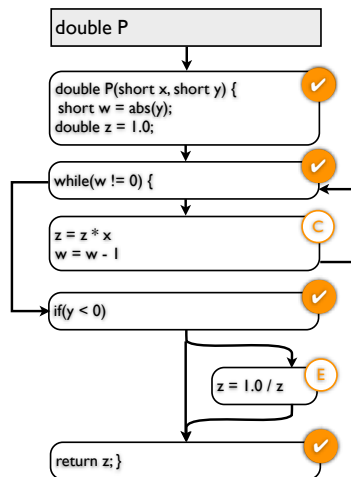 double P
double P(short x, short y) {
short w = abs(y);
double z = 1.0;
while(w != 0) {
C
z = z * x
w = w - 1
if(y < 0)
E
z = 1.0 / z
return z; }